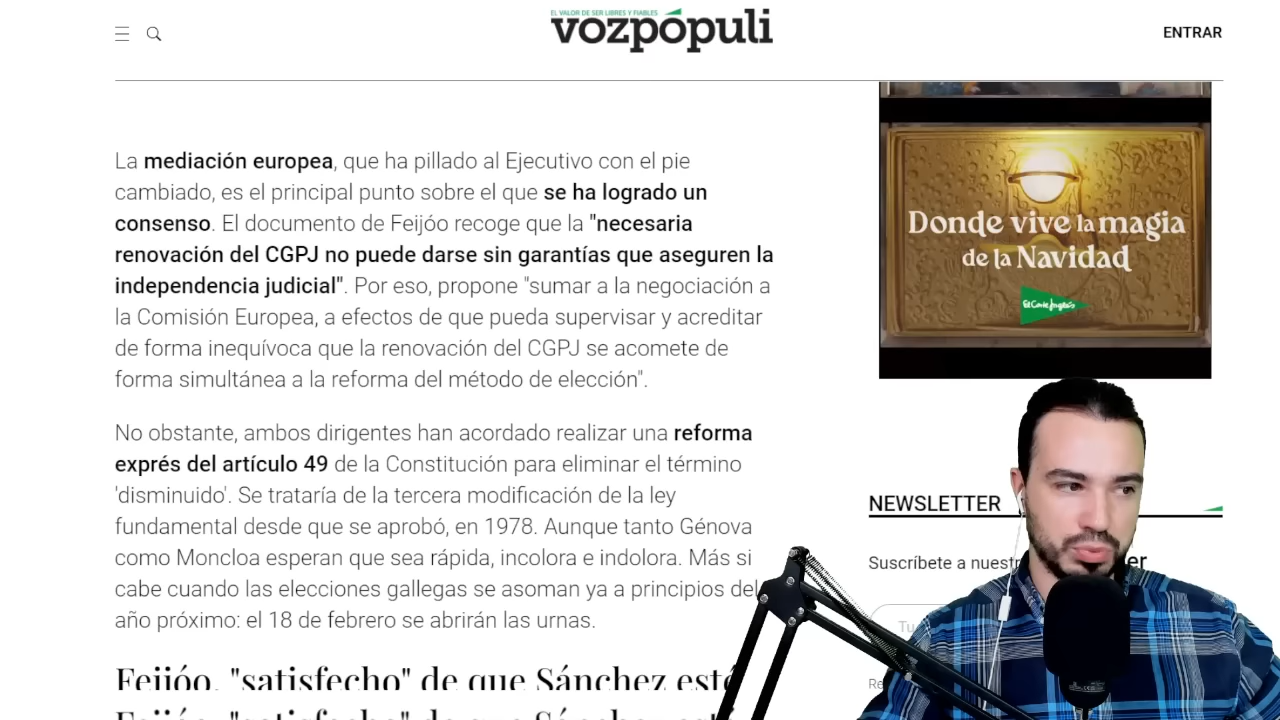 EL VALOR DE SER LIBRES Y FIABLES
vozpópuli
ENTRAR
La mediación europea, que ha pillado al Ejecutivo con el pie
cambiado, es el principal punto sobre el que se ha logrado un
consenso. El documento de Feijóo recoge que la "necesaria
renovación del CGPJ no puede darse sin garantías que aseguren la
independencia judicial". Por eso, propone "sumar a la negociación a
la Comisión Europea, a efectos de que pueda supervisar y acreditar
de forma inequívoca que la renovación del CGPJ se acomete de
forma simultánea a la reforma del método de elección".
No obstante, ambos dirigentes han acordado realizar una reforma
exprés del artículo 49 de la Constitución para eliminar el término
'disminuido'. Se trataría de la tercera modificación de la ley
fundamental desde que se aprobó, en 1978. Aunque tanto Génova
como Moncloa esperan que sea rápida, incolora e indolora. Más si
cabe cuando las elecciones gallegas se asoman ya a principios del
año próximo: el 18 de febrero se abrirán las urnas.
Feijóo, "satisfecho" de que Sánchez esté
Donde vive la magia
de la Navidad
El Corte Inglés
NEWSLETTER
Suscríbete a nuestr
er
Tu
Re